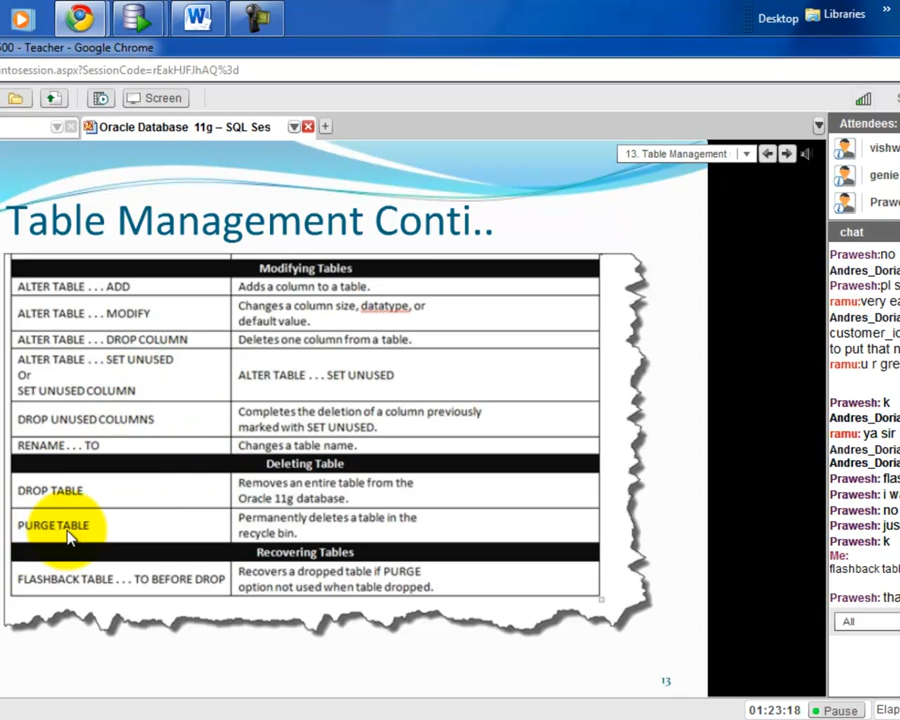 Desktop
Libraries
»
00 - Teacher - Google Chrome
intosession.aspx?SessionCode=rEakHJFJhAQ%3d
Screen
Oracle Database 11g – SQL Ses
Attendees:
13. Table Management
vishw
genie
Prawe
Table Management Conti..
chat
Modifying Tables
ALTER TABLE . . . ADD
Adds a column to a table.
ALTER TABLE . . . MODIFY
Changes a column size, datatype, or
default value.
ALTER TABLE . . . DROP COLUMN
Deletes one column from a table.
ALTER TABLE . . . SET UNUSED
Or
SET UNUSED COLUMN
ALTER TABLE . . . SET UNUSED
DROP UNUSED COLUMNS
Completes the deletion of a column previously
marked with SET UNUSED.
RENAME . . . TO
Changes a table name.
Deleting Table
DROP TABLE
Removes an entire table from the
Oracle 11g database.
PURGE TABLE
Permanently deletes a table in the
recycle bin.
Recovering Tables
FLASHBACK TABLE . . . TO BEFORE DROP
Recovers a dropped table if PURGE
option not used when table dropped.
13
Prawesh:no
Andres_Doria
Prawesh:pl s
ramu:very ea
Andres_Doria
customer_ic
to put that n
ramu:u r gre
Prawesh: k
Andres_Doria
ramu: ya sir
Andres_Doria
Andres_Doria
Prawesh: flas
Prawesh: i wa
Prawesh: no
Prawesh: just
Prawesh: k
Me:
flashback tabl
Prawesh: tha
All
01:23:18
Pause
Elap